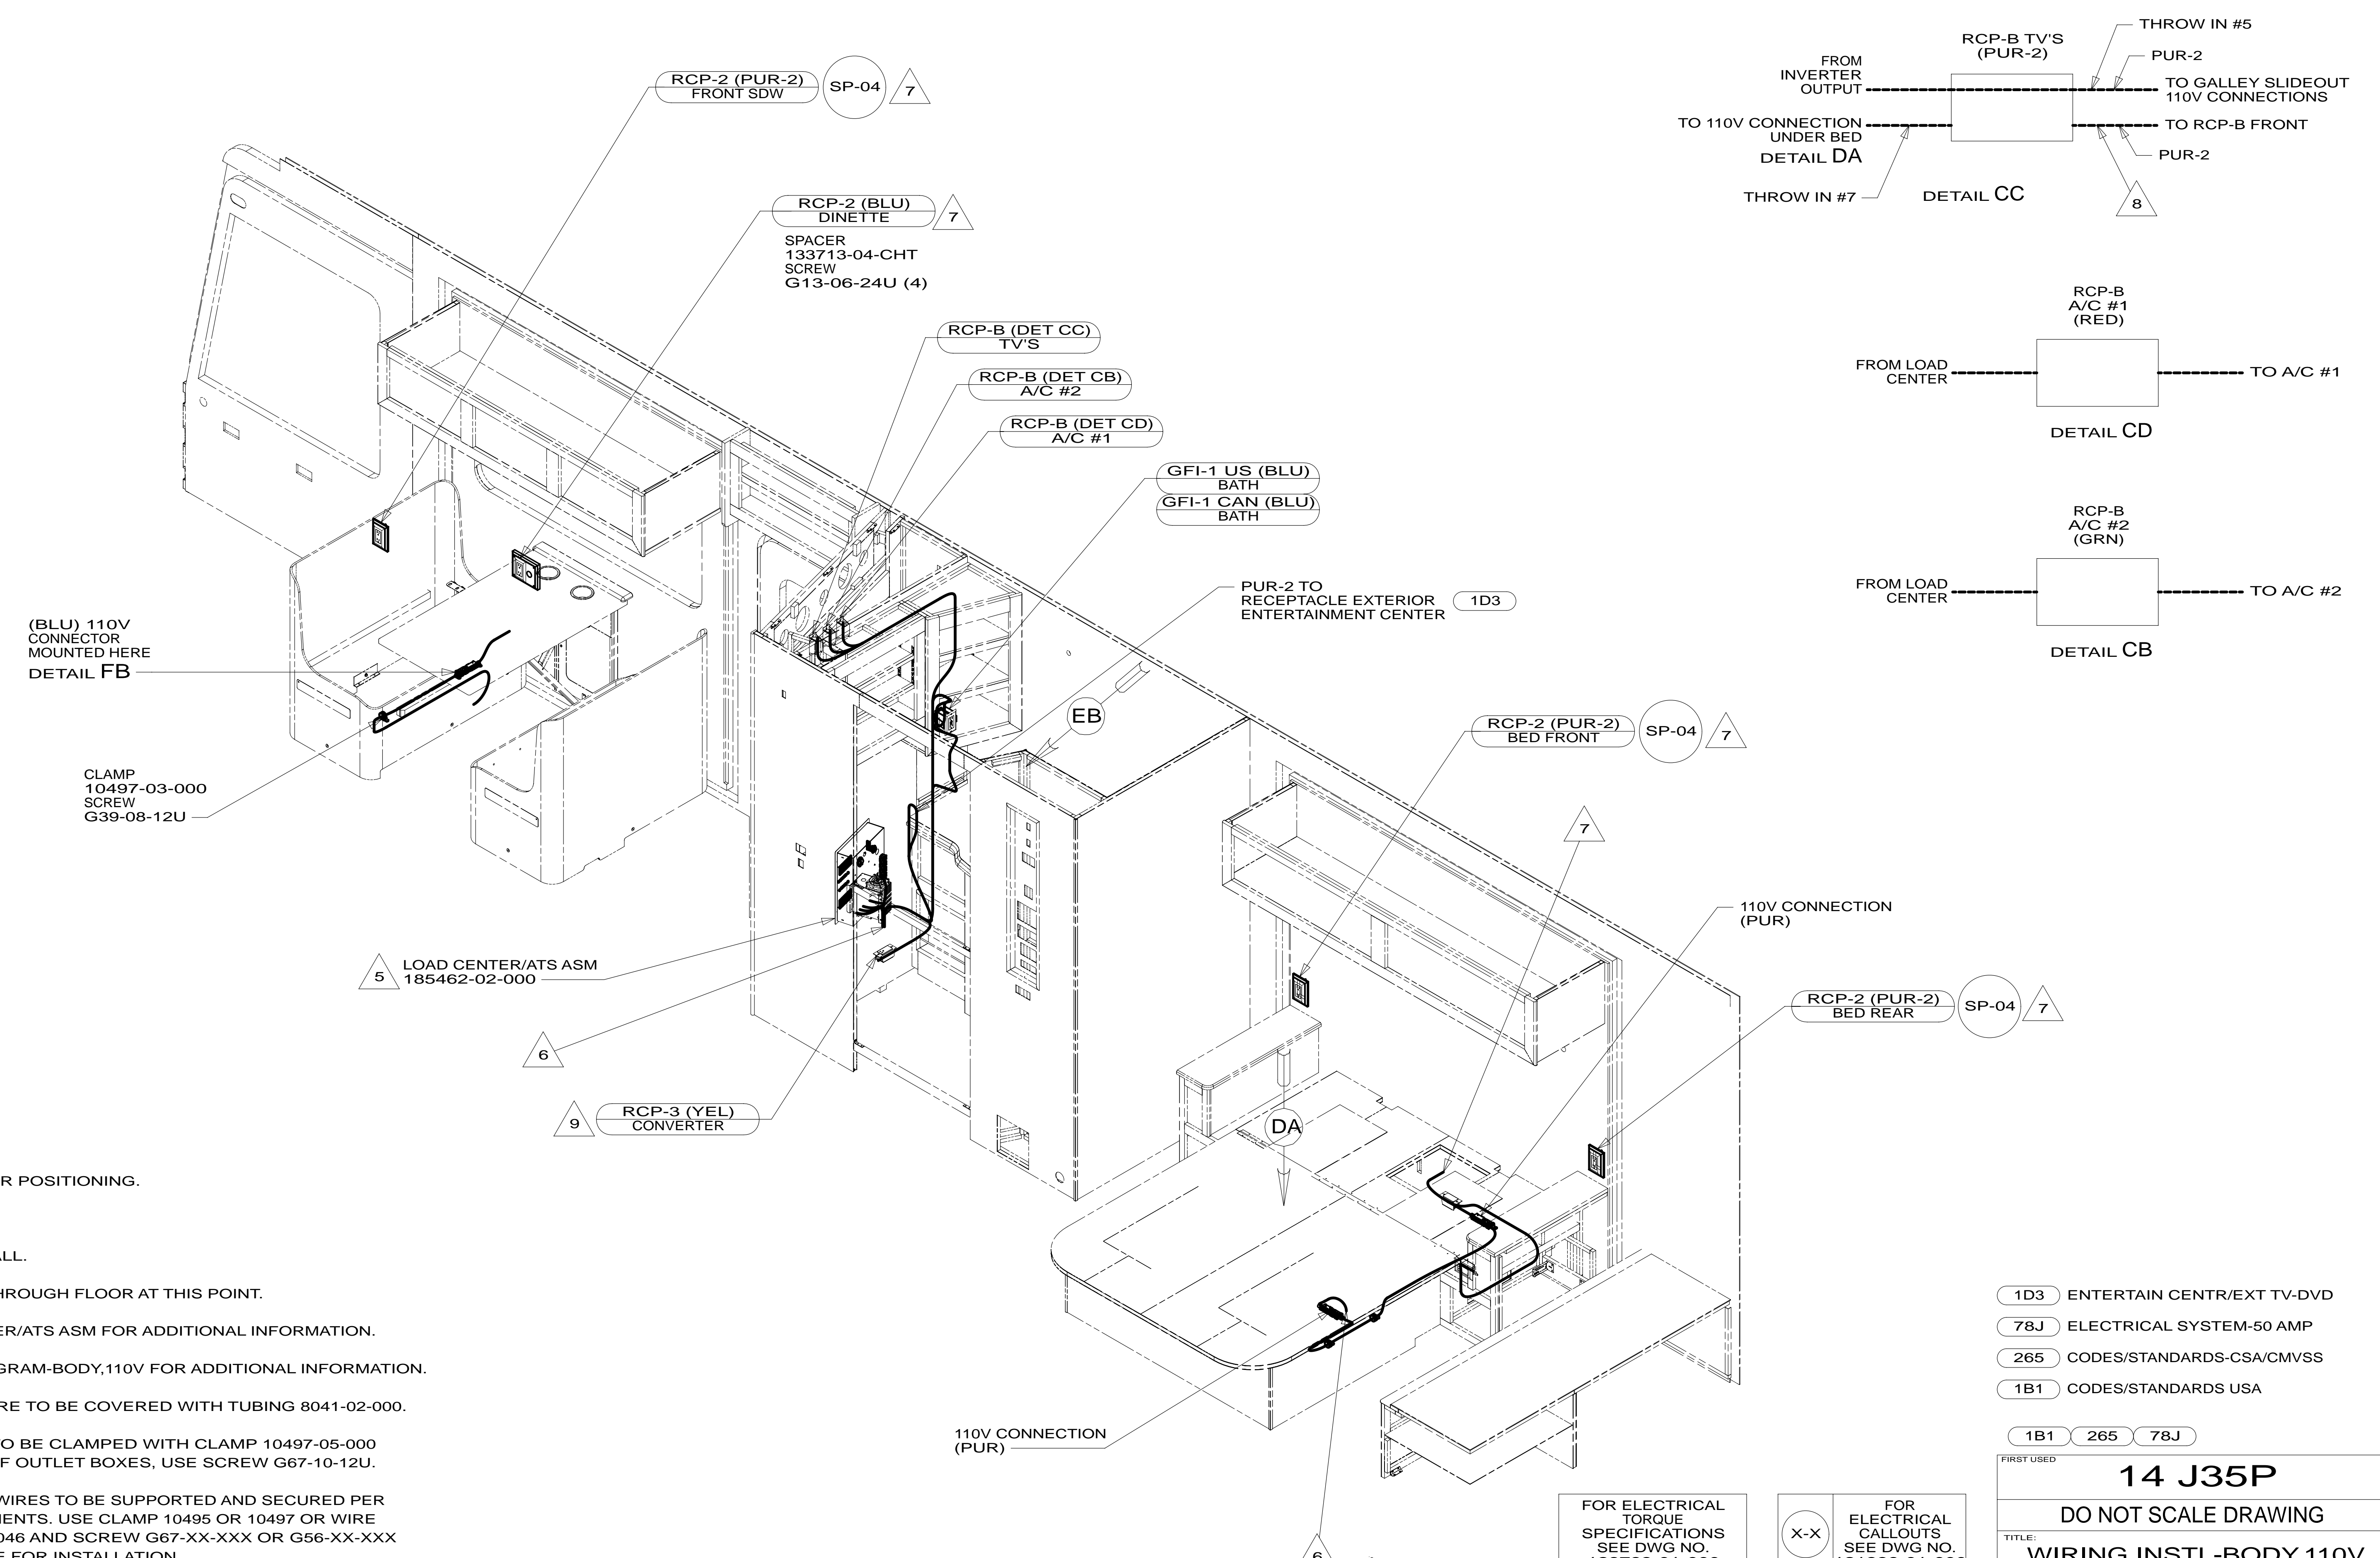 THROW IN #5
RCP-B TV'S
(PUR-2)
PUR-2
FROM
INVERTER
OUTPUT
TO GALLEY SLIDEOUT
110V CONNECTIONS
TO 110V CONNECTION
UNDER BED
DETAIL DA
TO RCP-B FRONT
PUR-2
THROW IN #7
DETAIL CC
8
RCP-2 (PUR-2)
FRONT SDW
SP-04
7
RCP-2 (BLU)
DINETTE
7
SPACER
133713-04-CHT
SCREW
G13-06-24U (4)
RCP-B (DET CC)
TV'S
RCP-B (DET CB)
A/C #2
RCP-B (DET CD)
A/C #1
GFI-1 US (BLU)
BATH
GFI-1 CAN (BLU)
BATH
RCP-B
A/C #1
(RED)
FROM LOAD
CENTER
TO A/C #1
DETAIL CD
RCP-B
A/C #2
(GRN)
FROM LOAD
CENTER
TO A/C #2
DETAIL CB
PUR-2 TO
RECEPTACLE EXTERIOR
ENTERTAINMENT CENTER
1D3
(BLU) 110V
CONNECTOR
MOUNTED HERE
DETAIL FB
EB
CLAMP
10497-03-000
SCREW
G39-08-12U
RCP-2 (PUR-2)
BED FRONT
SP-04
7
7
110V CONNECTION
(PUR)
5
LOAD CENTER/ATS ASM
185462-02-000
6
RCP-2 (PUR-2)
BED REAR
SP-04
7
9
RCP-3 (YEL)
CONVERTER
DA
R POSITIONING.
ALL.
HROUGH FLOOR AT THIS POINT.
ER/ATS ASM FOR ADDITIONAL INFORMATION.
GRAM-BODY,110V FOR ADDITIONAL INFORMATION.
RE TO BE COVERED WITH TUBING 8041-02-000.
TO BE CLAMPED WITH CLAMP 10497-05-000
F OUTLET BOXES, USE SCREW G67-10-12U.
WIRES TO BE SUPPORTED AND SECURED PER
MENTS. USE CLAMP 10495 OR 10497 OR WIRE
046 AND SCREW G67-XX-XXX OR G56-XX-XXX
E FOR INSTALLATION
110V CONNECTION
(PUR)
6
1D3 ENTERTAIN CENTR/EXT TV-DVD
78J ELECTRICAL SYSTEM-50 AMP
265 CODES/STANDARDS-CSA/CMVSS
1B1 CODES/STANDARDS USA
1B1 265 78J
FIRST USED
14 J35P
DO NOT SCALE DRAWING
TITLE:
WIRING INSTL-BODY,110V
FOR ELECTRICAL
TORQUE
SPECIFICATIONS
SEE DWG NO.
X-X
FOR
ELECTRICAL
CALLOUTS
SEE DWG NO.